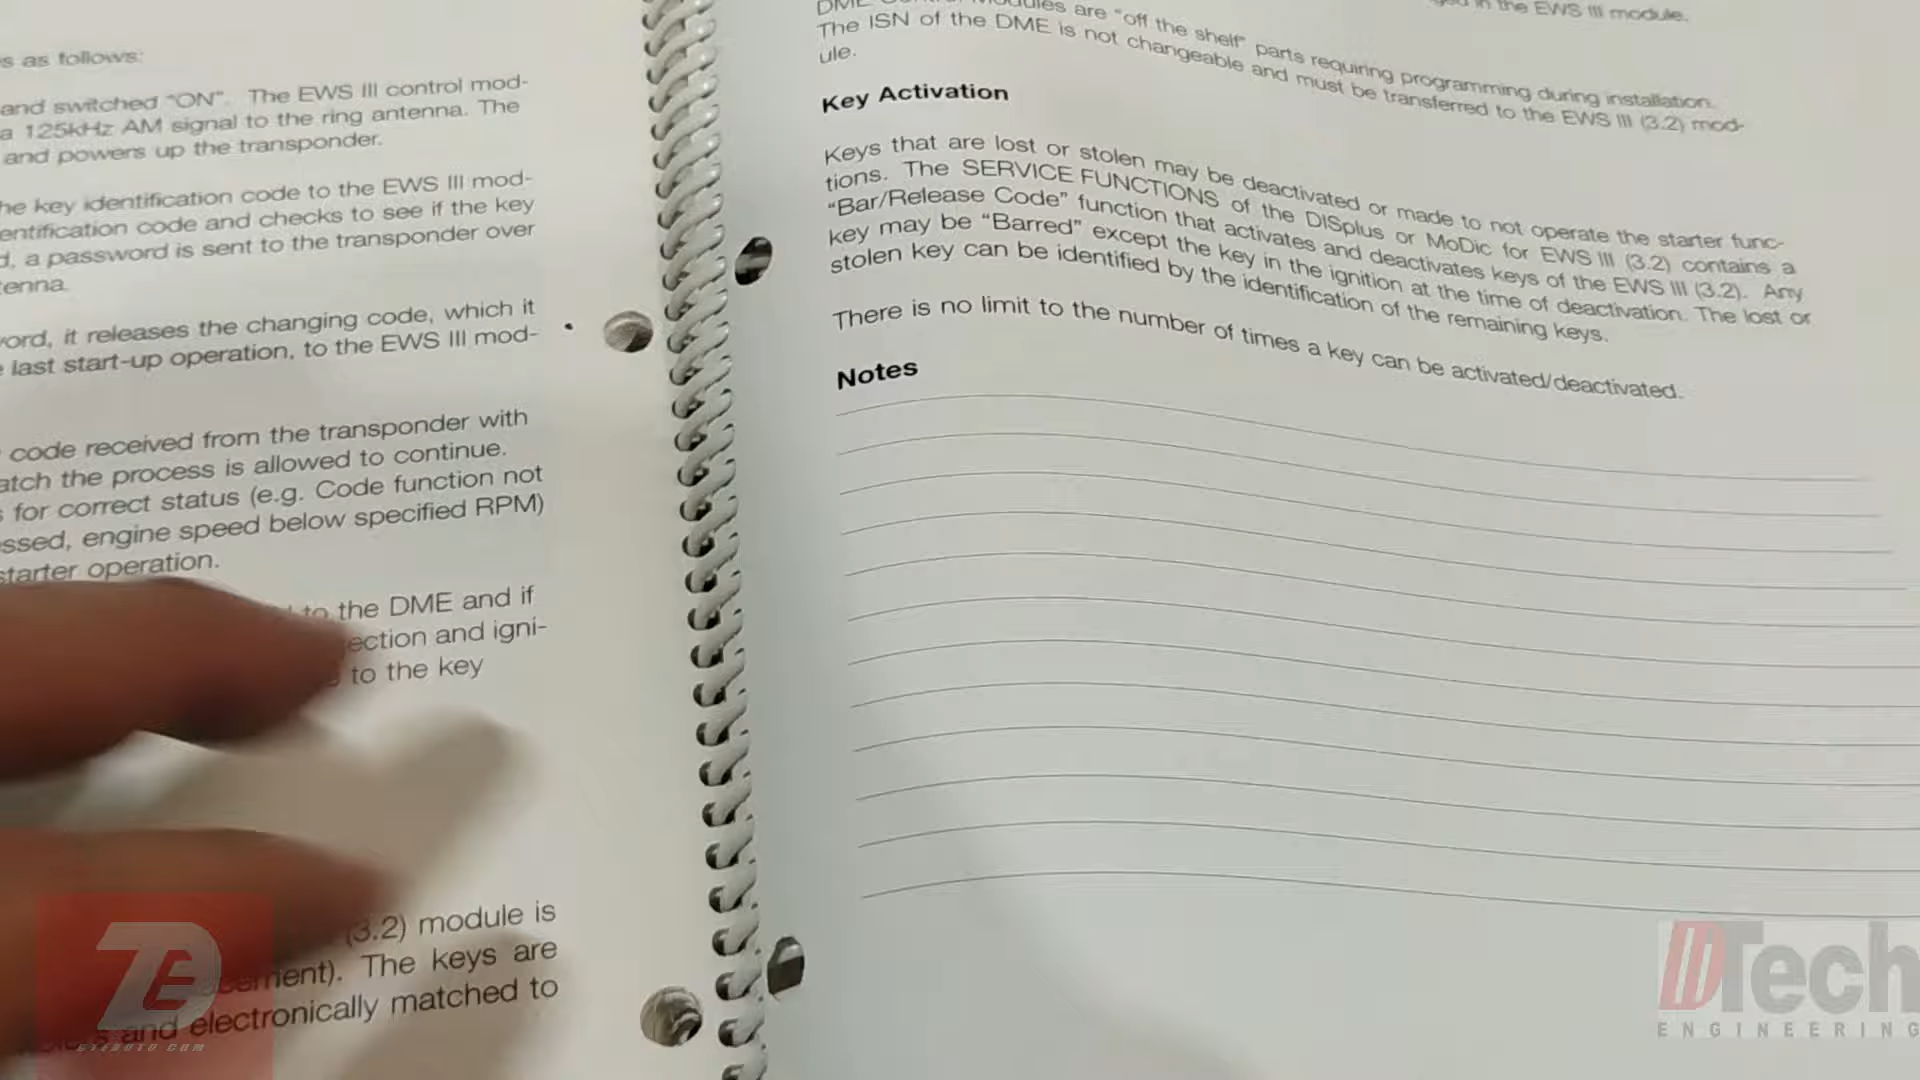 s as follows:
and switched "ON". The EWS III control mod-
a 125kHz AM signal to the ring antenna. The
and powers up the transponder.
he key identification code to the EWS III mod-
entification code and checks to see if the key
d, a password is sent to the transponder over
tenna.
word, it releases the changing code, which it
e last start-up operation, to the EWS III mod-
code received from the transponder with
atch the process is allowed to continue.
s for correct status (e.g. Code function not
ssed, engine speed below specified RPM)
starter operation.
to the DME and if
ection and igni-
to the key
(3.2) module is
cement). The keys are
and electronically matched to
in the EWS III module.
DME Control Modules are "off the shelf" parts requiring programming during installation.
The ISN of the DME is not changeable and must be transferred to the EWS III (3.2) mod-
ule.
Key Activation
Keys that are lost or stolen may be deactivated or made to not operate the starter func-
tions. The SERVICE FUNCTIONS of the DISplus or MoDic for EWS III (3.2) contains a
"Bar/Release Code" function that activates and deactivates keys of the EWS III (3.2). Any
key may be "Barred" except the key in the ignition at the time of deactivation. The lost or
stolen key can be identified by the identification of the remaining keys.
There is no limit to the number of times a key can be activated/deactivated.
Notes
Tech
ENGINEERING